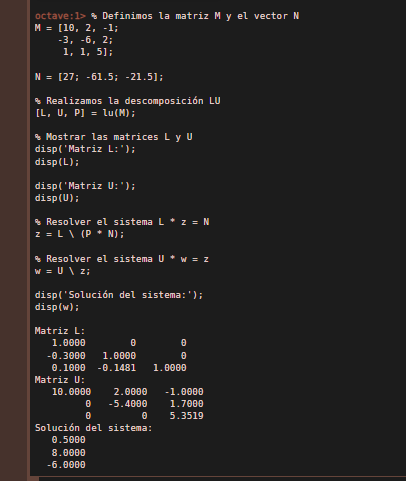 octave:1> % Definimos la matriz M y el vector N
M = [10, 2, -1;
-3, -6, 2;
1, 1, 5];
N = [27; -61.5; -21.5];
% Realizamos la descomposición LU
[L, U, P] = lu(M);
% Mostrar las matrices L y U
disp('Matriz L:');
disp(L);
disp('Matriz U:');
disp(U);
% Resolver el sistema L * z = N
z = L \ (P * N);
% Resolver el sistema U * w = z
w = U \ z;
disp('Solución del sistema:');
disp(w);
Matriz L:
1.0000 0 0
-0.3000 1.0000 0
0.1000 -0.1481 1.0000
Matriz U:
10.0000 2.0000 -1.0000
0 -5.4000 1.7000
0 0 5.3519
Solución del sistema:
0.5000
8.0000
-6.0000